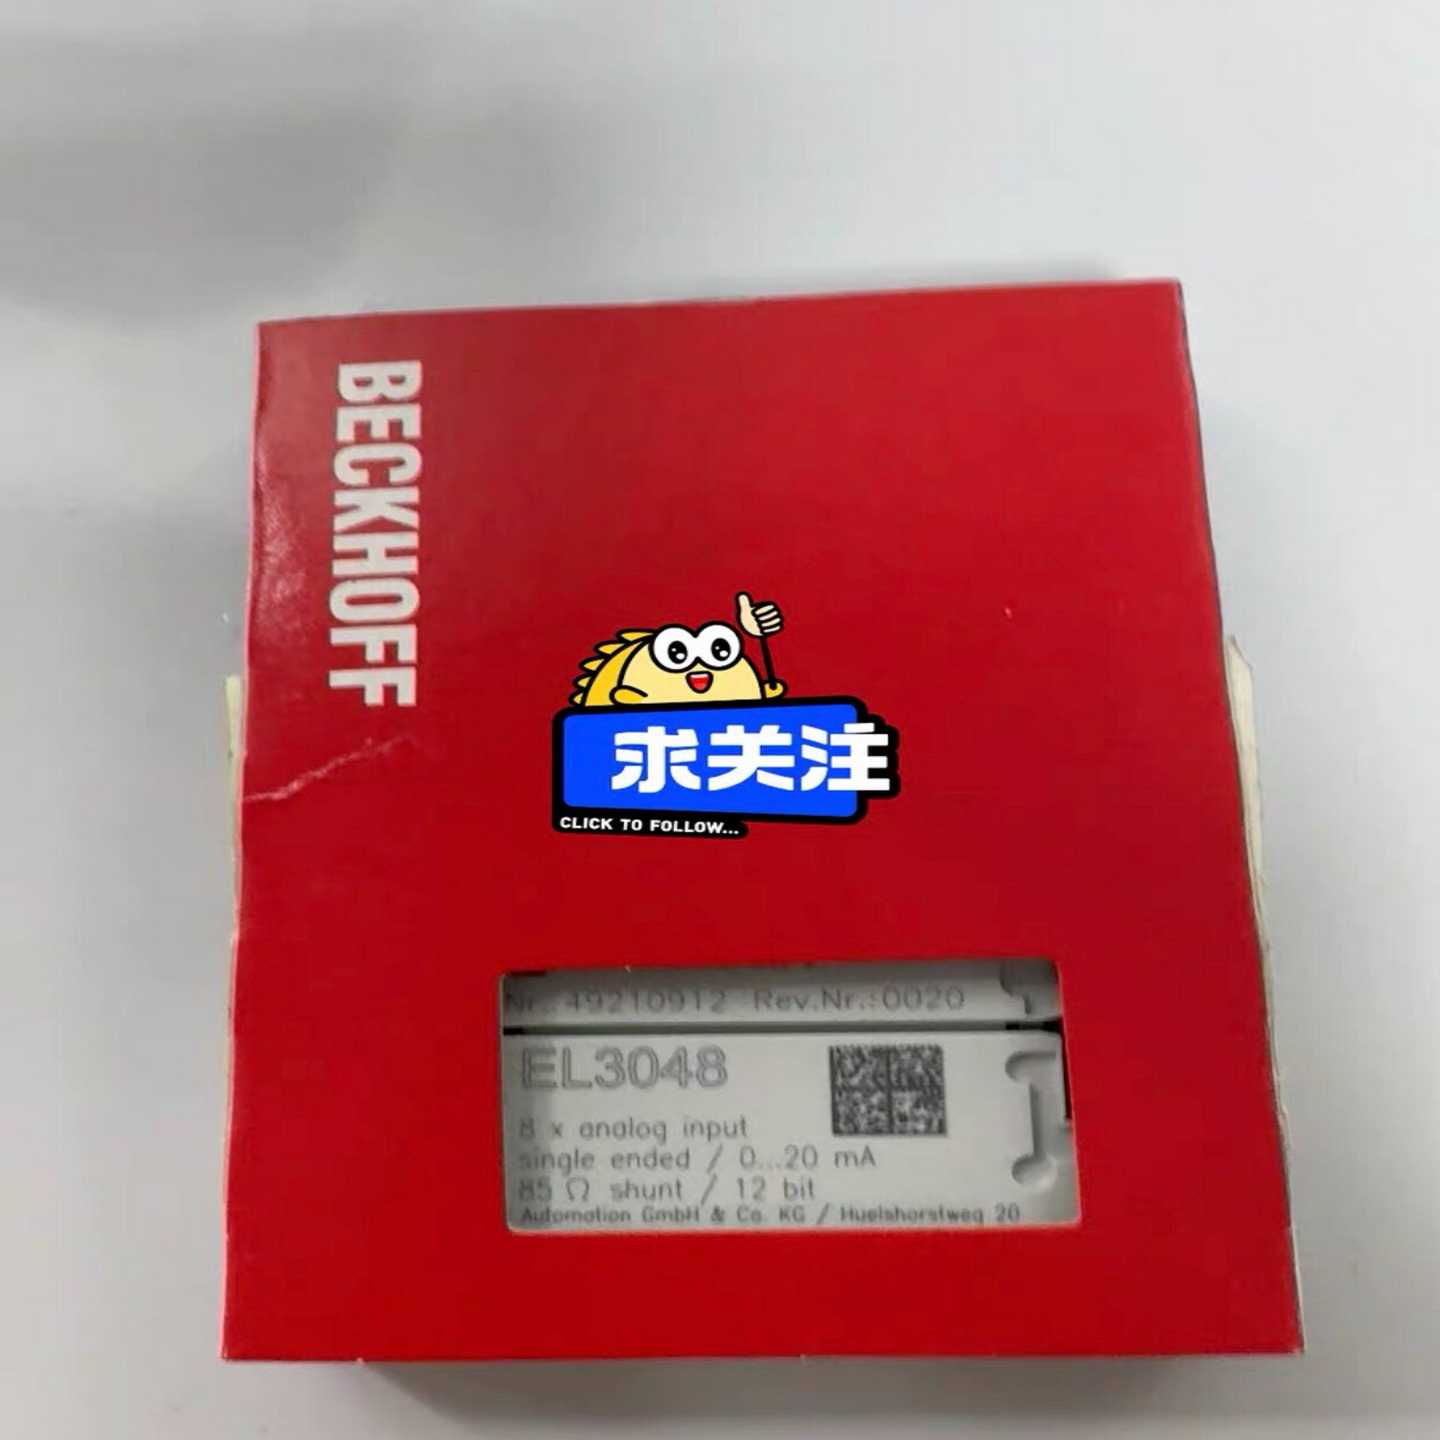 BECKHOFF
求关注
CLICK TO FOLLOW...
Nr.:49210912 Rev.Nr.:0020
EL3048
8 x analog input
single ended / 0...20 mA
85 Ω shunt / 12 bit
Automation GmbH & Co. KG / Huelshorstweg 20